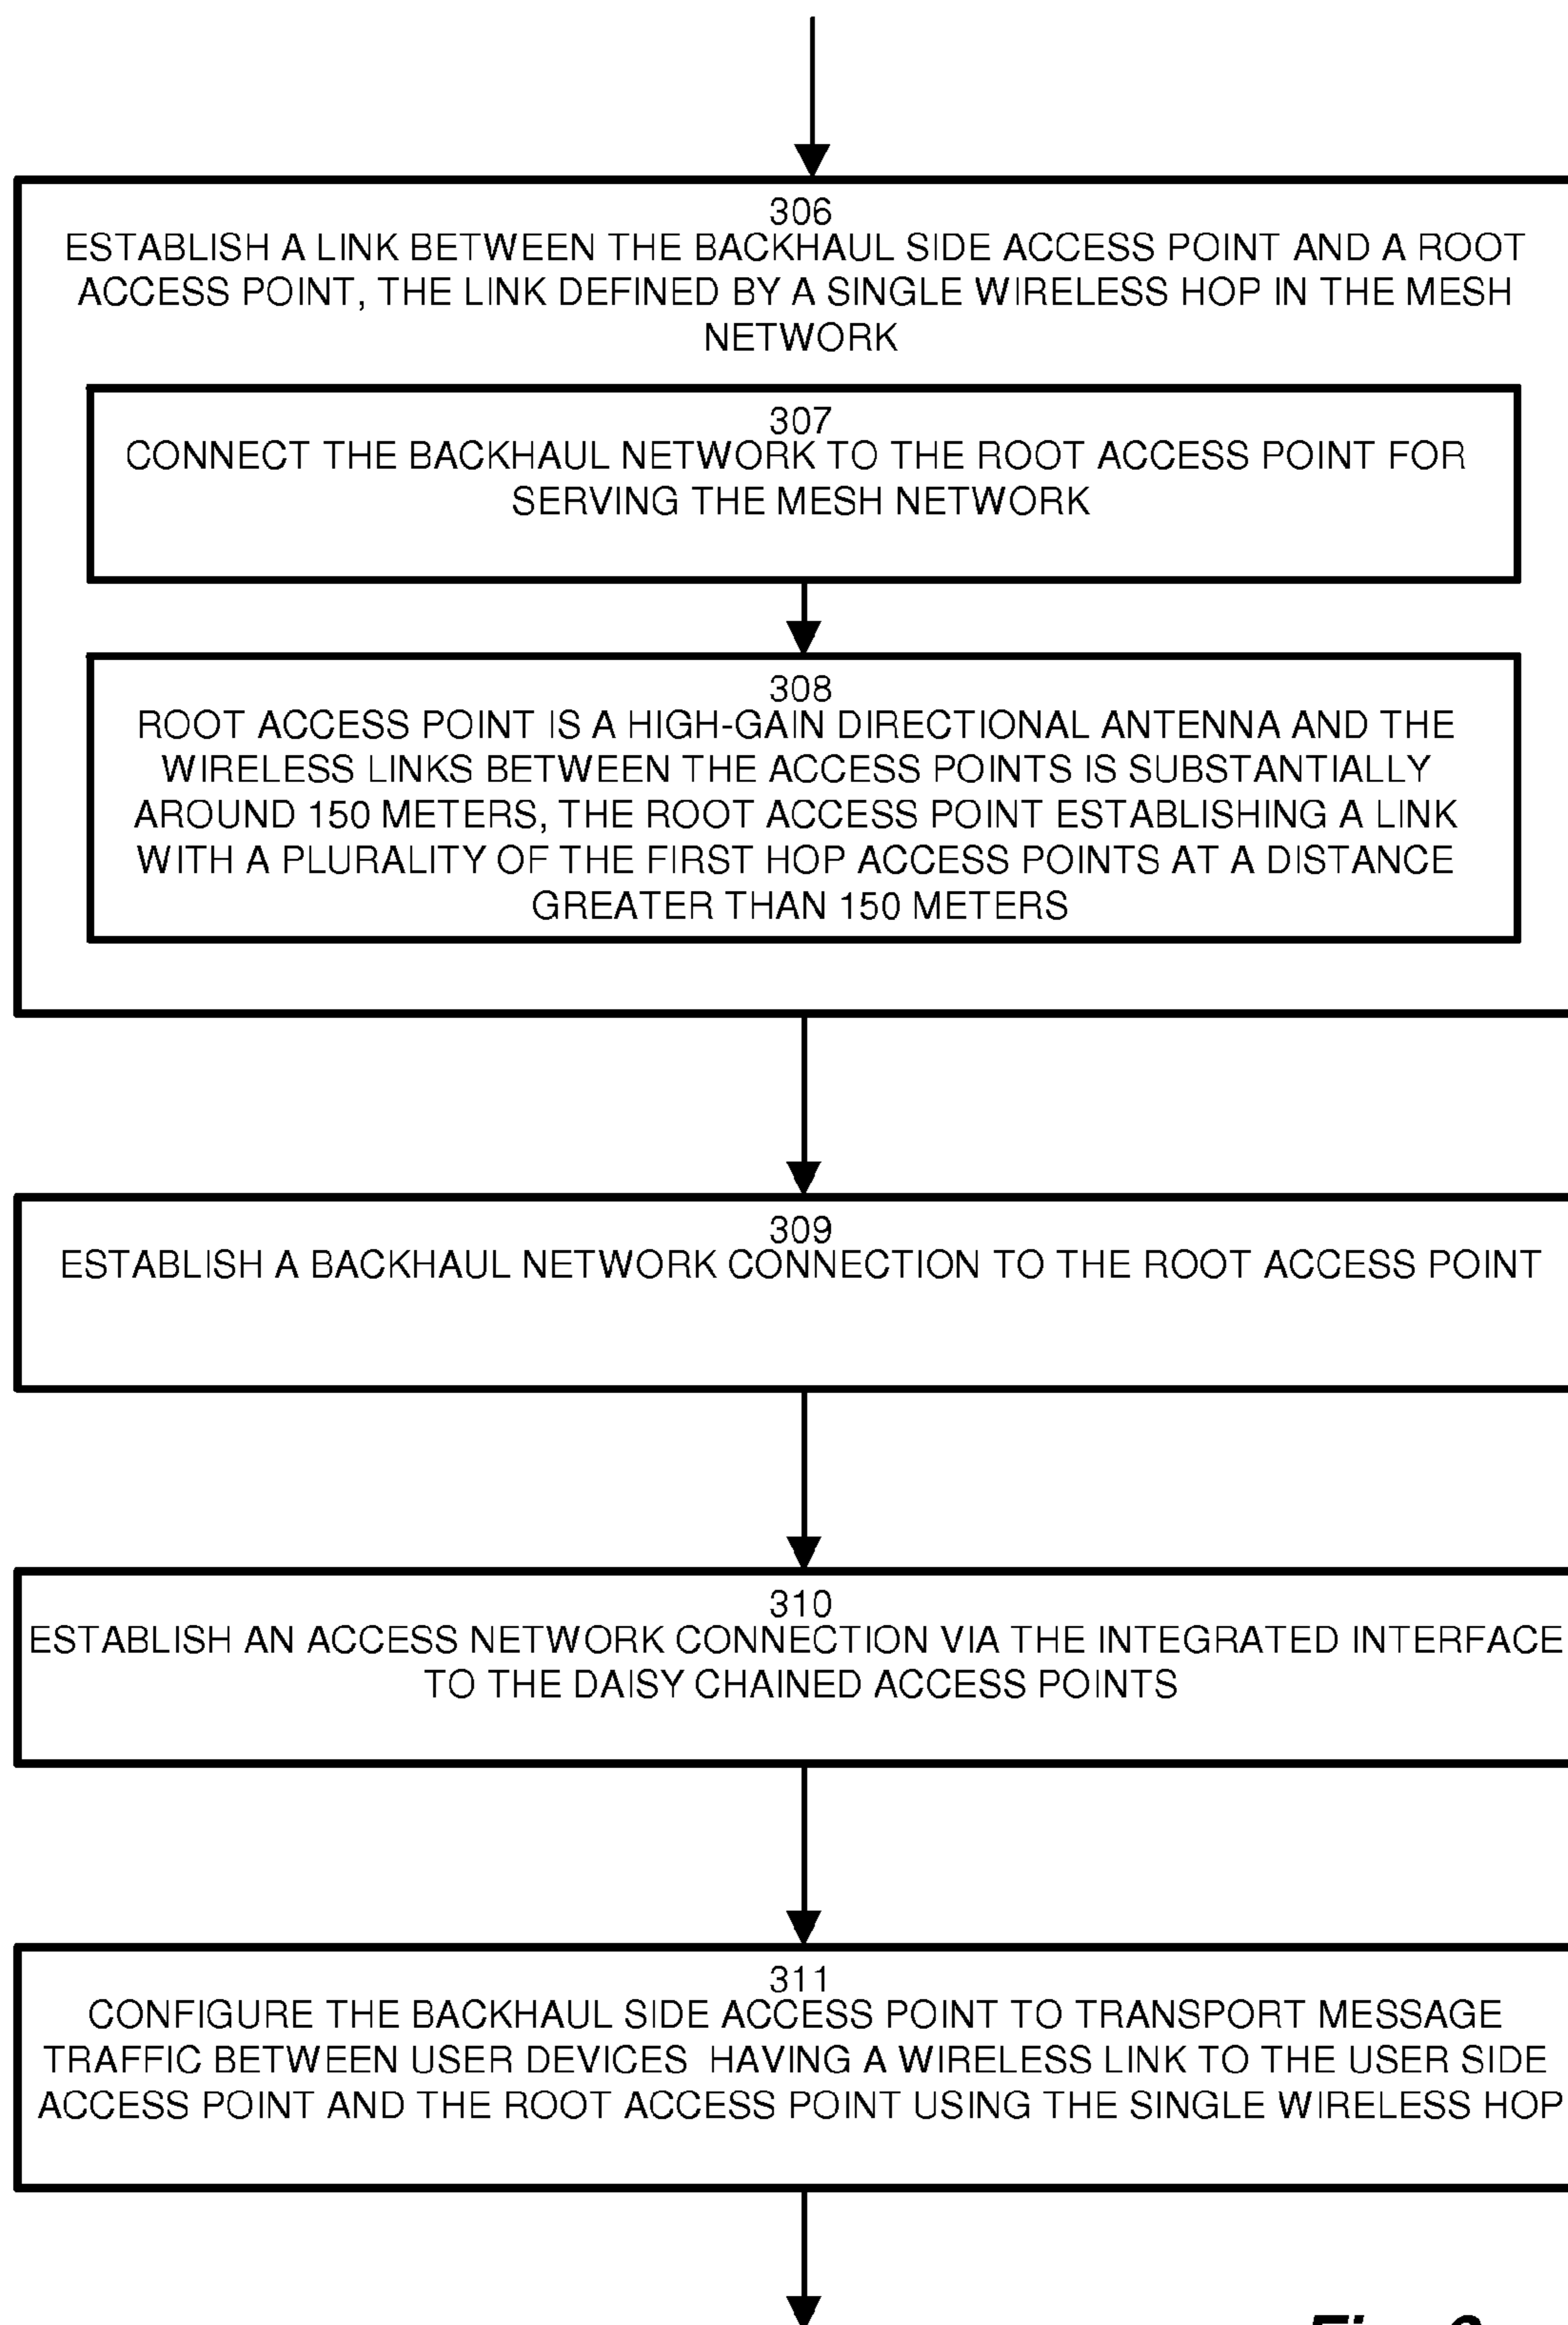 306
ESTABLISH A LINK BETWEEN THE BACKHAUL SIDE ACCESS POINT AND A ROOT
ACCESS POINT, THE LINK DEFINED BY A SINGLE WIRELESS HOP IN THE MESH
NETWORK
307
CONNECT THE BACKHAUL NETWORK TO THE ROOT ACCESS POINT FOR
SERVING THE MESH NETWORK
308
ROOT ACCESS POINT IS A HIGH-GAIN DIRECTIONAL ANTENNA AND THE
WIRELESS LINKS BETWEEN THE ACCESS POINTS IS SUBSTANTIALLY
AROUND 150 METERS, THE ROOT ACCESS POINT ESTABLISHING A LINK
WITH A PLURALITY OF THE FIRST HOP ACCESS POINTS AT A DISTANCE
GREATER THAN 150 METERS
309
ESTABLISH A BACKHAUL NETWORK CONNECTION TO THE ROOT ACCESS POINT
310
ESTABLISH AN ACCESS NETWORK CONNECTION VIA THE INTEGRATED INTERFACE
TO THE DAISY CHAINED ACCESS POINTS
311
CONFIGURE THE BACKHAUL SIDE ACCESS POINT TO TRANSPORT MESSAGE
TRAFFIC BETWEEN USER DEVICES HAVING A WIRELESS LINK TO THE USER SIDE
ACCESS POINT AND THE ROOT ACCESS POINT USING THE SINGLE WIRELESS HOP